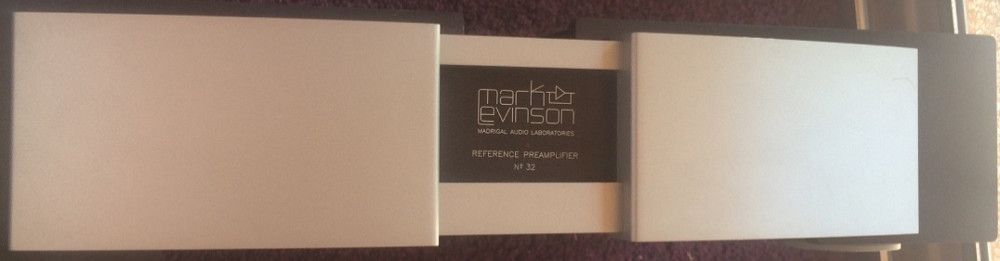 mark
Levinson
MADRIGAL AUDIO LABORATORIES
REFERENCE PREAMPLIFIER
Nº 32